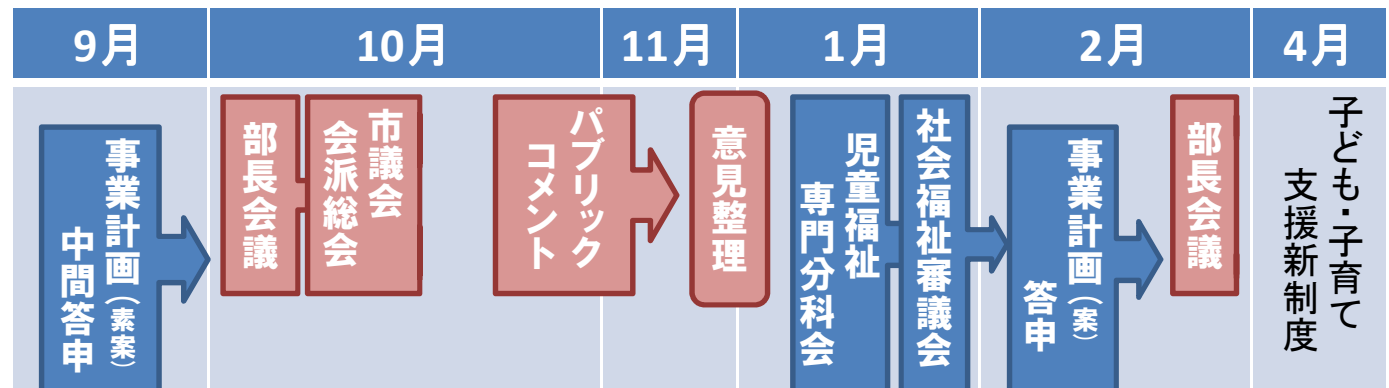 9月
10月
11月
1月
2月
4月
事業計画（素案）
中間答申
部長会議
市議会
会派総会
パブリック
コメント
意見整理
児童福祉
専門分科会
社会福祉審議会
事業計画（案）
答申
部長会議
子ども・子育て
支援新制度